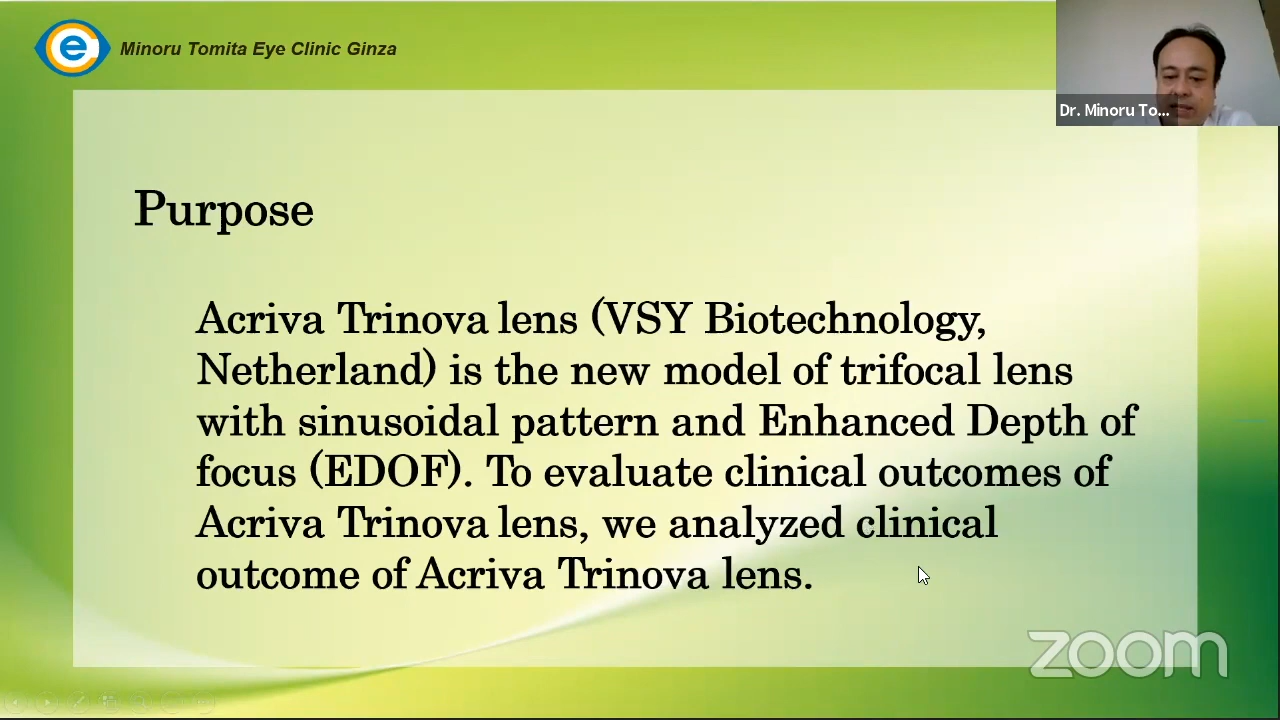 e
Minoru Tomita Eye Clinic Ginza
Dr. Minoru To...
Purpose
Acriva Trinova lens (VSY Biotechnology,
Netherland) is the new model of trifocal lens
with sinusoidal pattern and Enhanced Depth of
focus (EDOF). To evaluate clinical outcomes of
Acriva Trinova lens, we analyzed clinical
outcome of Acriva Trinova lens.
zoom